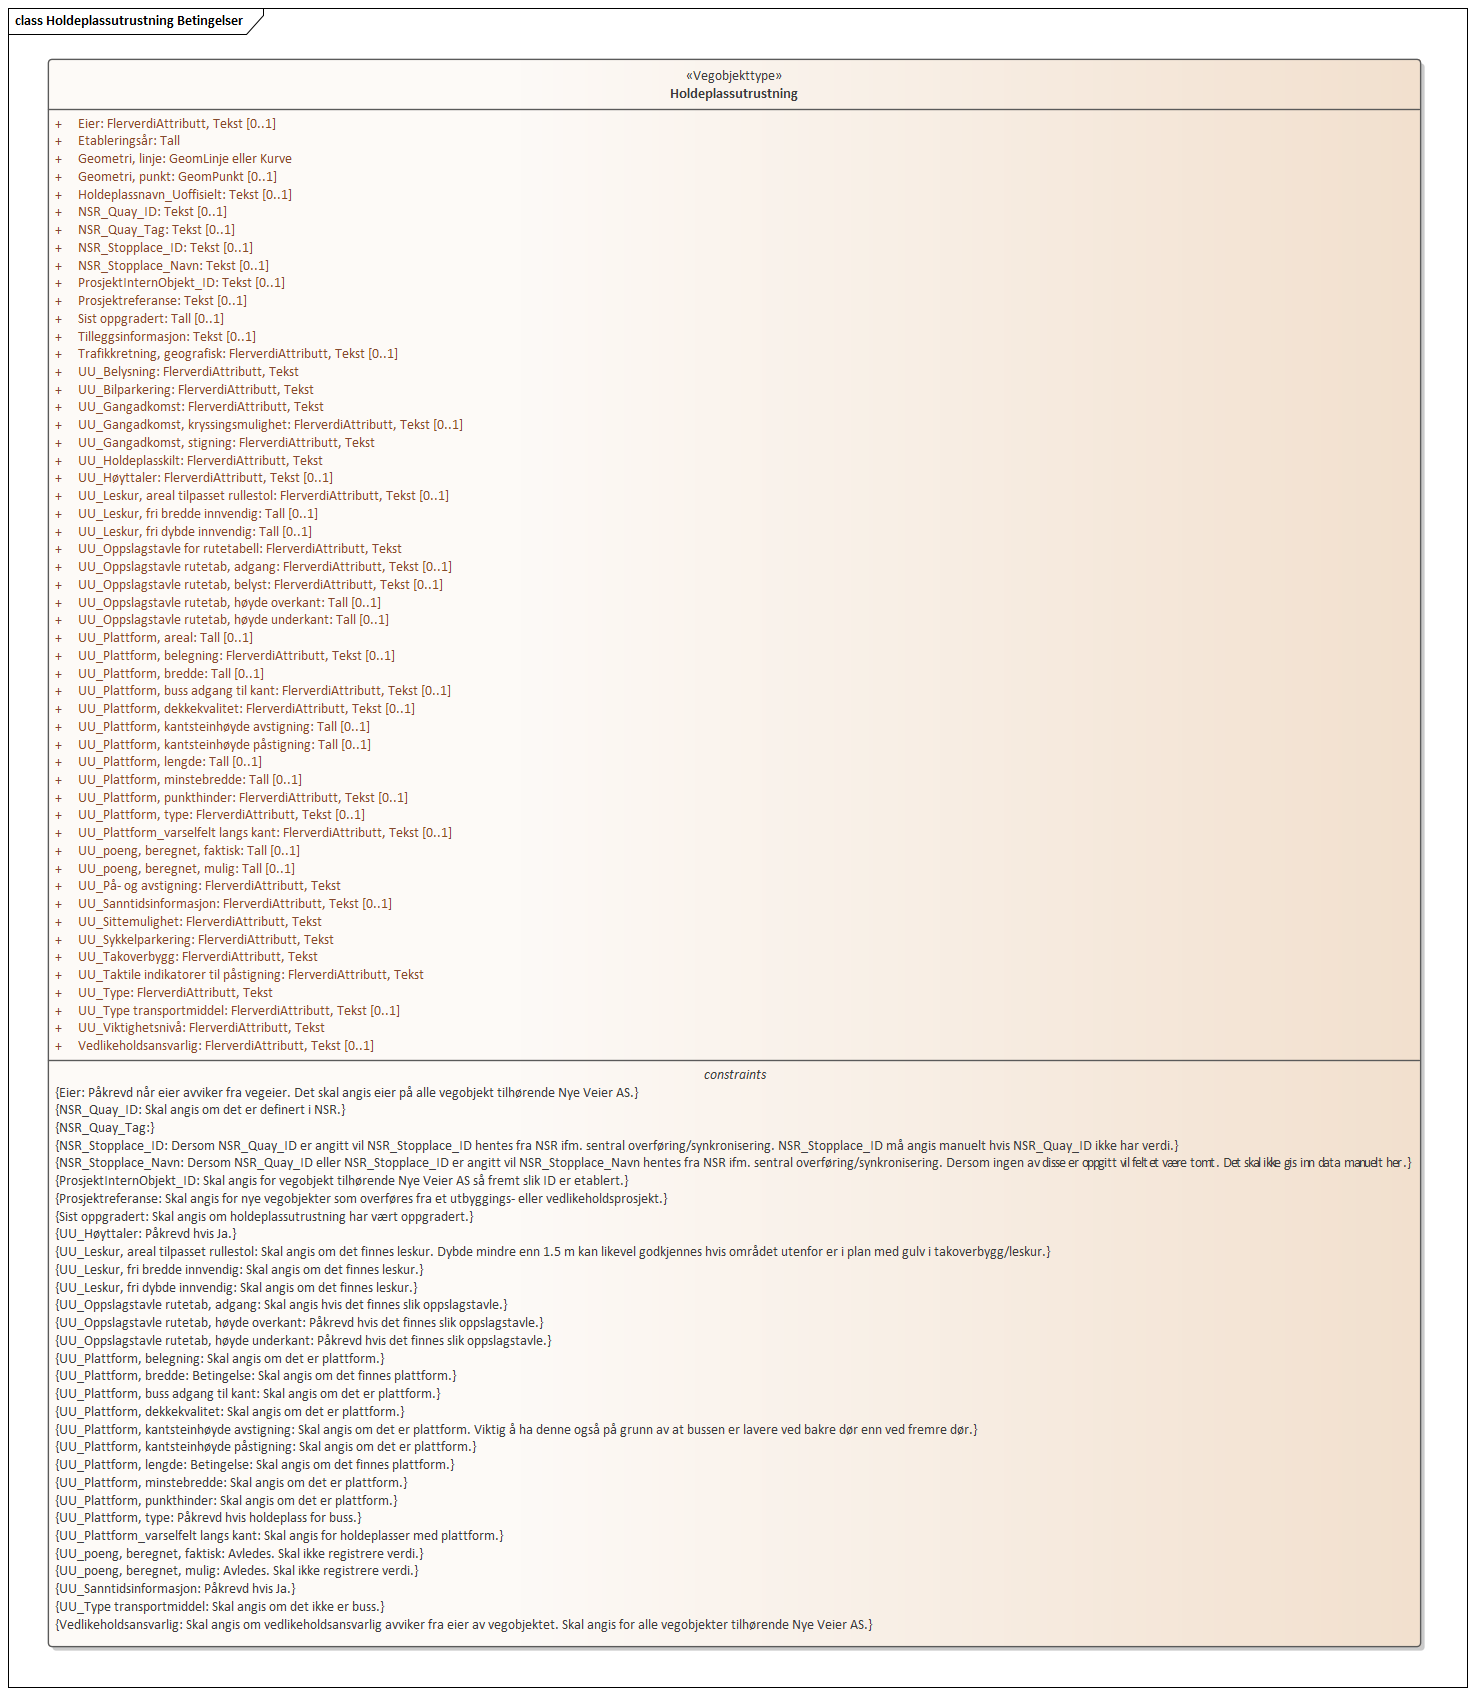 class Holdeplassutrustning Betingelser
«Vegobjekttype»
Holdeplassutrustning
+ Eier: FlerverdiAttributt, Tekst [0..1]
+ Etableringsår: Tall
+ Geometri, linje: GeomLinje eller Kurve
+ Geometri, punkt: GeomPunkt [0..1]
+ Holdeplassnavn_Uoffisielt: Tekst [0..1]
+ NSR_Quay_ID: Tekst [0..1]
+ NSR_Quay_Tag: Tekst [0..1]
+ NSR_Stopplace_ID: Tekst [0..1]
+ NSR_Stopplace_Navn: Tekst [0..1]
+ ProsjektInternObjekt_ID: Tekst [0..1]
+ Prosjektreferanse: Tekst [0..1]
+ Sist oppgradert: Tall [0..1]
+ Tilleggsinformasjon: Tekst [0..1]
+ Trafikkretning, geografisk: FlerverdiAttributt, Tekst [0..1]
+ UU_Belysning: FlerverdiAttributt, Tekst
+ UU_Bilparkering: FlerverdiAttributt, Tekst
+ UU_Gangadkomst: FlerverdiAttributt, Tekst
+ UU_Gangadkomst, kryssingsmulighet: FlerverdiAttributt, Tekst [0..1]
+ UU_Gangadkomst, stigning: FlerverdiAttributt, Tekst
+ UU_Holdeplasskilt: FlerverdiAttributt, Tekst
+ UU_Høyttaler: FlerverdiAttributt, Tekst [0..1]
+ UU_Leskur, areal tilpasset rullestol: FlerverdiAttributt, Tekst [0..1]
+ UU_Leskur, fri bredde innvendig: Tall [0..1]
+ UU_Leskur, fri dybde innvendig: Tall [0..1]
+ UU_Oppslagstavle for rutetabell: FlerverdiAttributt, Tekst
+ UU_Oppslagstavle rutetab, adgang: FlerverdiAttributt, Tekst [0..1]
+ UU_Oppslagstavle rutetab, belyst: FlerverdiAttributt, Tekst [0..1]
+ UU_Oppslagstavle rutetab, høyde overkant: Tall [0..1]
+ UU_Oppslagstavle rutetab, høyde underkant: Tall [0..1]
+ UU_Plattform, areal: Tall [0..1]
+ UU_Plattform, belegning: FlerverdiAttributt, Tekst [0..1]
+ UU_Plattform, bredde: Tall [0..1]
+ UU_Plattform, buss adgang til kant: FlerverdiAttributt, Tekst [0..1]
+ UU_Plattform, dekkekvalitet: FlerverdiAttributt, Tekst [0..1]
+ UU_Plattform, kantsteinhøyde avstigning: Tall [0..1]
+ UU_Plattform, kantsteinhøyde påstigning: Tall [0..1]
+ UU_Plattform, lengde: Tall [0..1]
+ UU_Plattform, minstebredde: Tall [0..1]
+ UU_Plattform, punkthinder: FlerverdiAttributt, Tekst [0..1]
+ UU_Plattform, type: FlerverdiAttributt, Tekst [0..1]
+ UU_Plattform_varselfelt langs kant: FlerverdiAttributt, Tekst [0..1]
+ UU_poeng, beregnet, faktisk: Tall [0..1]
+ UU_poeng, beregnet, mulig: Tall [0..1]
+ UU_På- og avstigning: FlerverdiAttributt, Tekst
+ UU_Sanntidsinformasjon: FlerverdiAttributt, Tekst [0..1]
+ UU_Sittemulighet: FlerverdiAttributt, Tekst
+ UU_Sykkelparkering: FlerverdiAttributt, Tekst
+ UU_Takoverbygg: FlerverdiAttributt, Tekst
+ UU_Taktile indikatorer til påstigning: FlerverdiAttributt, Tekst
+ UU_Type: FlerverdiAttributt, Tekst
+ UU_Type transportmiddel: FlerverdiAttributt, Tekst [0..1]
+ UU_Viktighetsnivå: FlerverdiAttributt, Tekst
+ Vedlikeholdsansvarlig: FlerverdiAttributt, Tekst [0..1]
constraints
{Eier: Påkrevd når eier avviker fra vegeier. Det skal angis eier på alle vegobjekt tilhørende Nye Veier AS.}
{NSR_Quay_ID: Skal angis om det er definert i NSR.}
{NSR_Quay_Tag:}
{NSR_Stopplace_ID: Dersom NSR_Quay_ID er angitt vil NSR_Stopplace_ID hentes fra NSR ifm. sentral overføring/synkronisering. NSR_Stopplace_ID må angis manuelt hvis NSR_Quay_ID ikke har verdi.}
{NSR_Stopplace_Navn: Dersom NSR_Quay_ID eller NSR_Stopplace_ID er angitt vil NSR_Stopplace_Navn hentes fra NSR ifm. sentral overføring/synkronisering. Dersom ingen av disse er oppgitt vil feltet være tomt. Det skal ikke gis inn data manuelt her.}
{ProsjektInternObjekt_ID: Skal angis for vegobjekt tilhørende Nye Veier AS så fremt slik ID er etablert.}
{Prosjektreferanse: Skal angis for nye vegobjekter som overføres fra et utbyggings- eller vedlikeholdsprosjekt.}
{Sist oppgradert: Skal angis om holdeplassutrustning har vært oppgradert.}
{UU_Høyttaler: Påkrevd hvis Ja.}
{UU_Leskur, areal tilpasset rullestol: Skal angis om det finnes leskur. Dybde mindre enn 1.5 m kan likevel godkjennes hvis området utenfor er i plan med gulv i takoverbygg/leskur.}
{UU_Leskur, fri bredde innvendig: Skal angis om det finnes leskur.}
{UU_Leskur, fri dybde innvendig: Skal angis om det finnes leskur.}
{UU_Oppslagstavle rutetab, adgang: Skal angis hvis det finnes slik oppslagstavle.}
{UU_Oppslagstavle rutetab, høyde overkant: Påkrevd hvis det finnes slik oppslagstavle.}
{UU_Oppslagstavle rutetab, høyde underkant: Påkrevd hvis det finnes slik oppslagstavle.}
{UU_Plattform, belegning: Skal angis om det er plattform.}
{UU_Plattform, bredde: Betingelse: Skal angis om det finnes plattform.}
{UU_Plattform, buss adgang til kant: Skal angis om det er plattform.}
{UU_Plattform, dekkekvalitet: Skal angis om det er plattform.}
{UU_Plattform, kantsteinhøyde avstigning: Skal angis om det er plattform. Viktig å ha denne også på grunn av at bussen er lavere ved bakre dør enn ved fremre dør.}
{UU_Plattform, kantsteinhøyde påstigning: Skal angis om det er plattform.}
{UU_Plattform, lengde: Betingelse: Skal angis om det finnes plattform.}
{UU_Plattform, minstebredde: Skal angis om det er plattform.}
{UU_Plattform, punkthinder: Skal angis om det er plattform.}
{UU_Plattform, type: Påkrevd hvis holdeplass for buss.}
{UU_Plattform_varselfelt langs kant: Skal angis for holdeplasser med plattform.}
{UU_poeng, beregnet, faktisk: Avledes. Skal ikke registrere verdi.}
{UU_poeng, beregnet, mulig: Avledes. Skal ikke registrere verdi.}
{UU_Sanntidsinformasjon: Påkrevd hvis Ja.}
{UU_Type transportmiddel: Skal angis om det ikke er buss.}
{Vedlikeholdsansvarlig: Skal angis om vedlikeholdsansvarlig avviker fra eier av vegobjektet. Skal angis for alle vegobjekter tilhørende Nye Veier AS.}